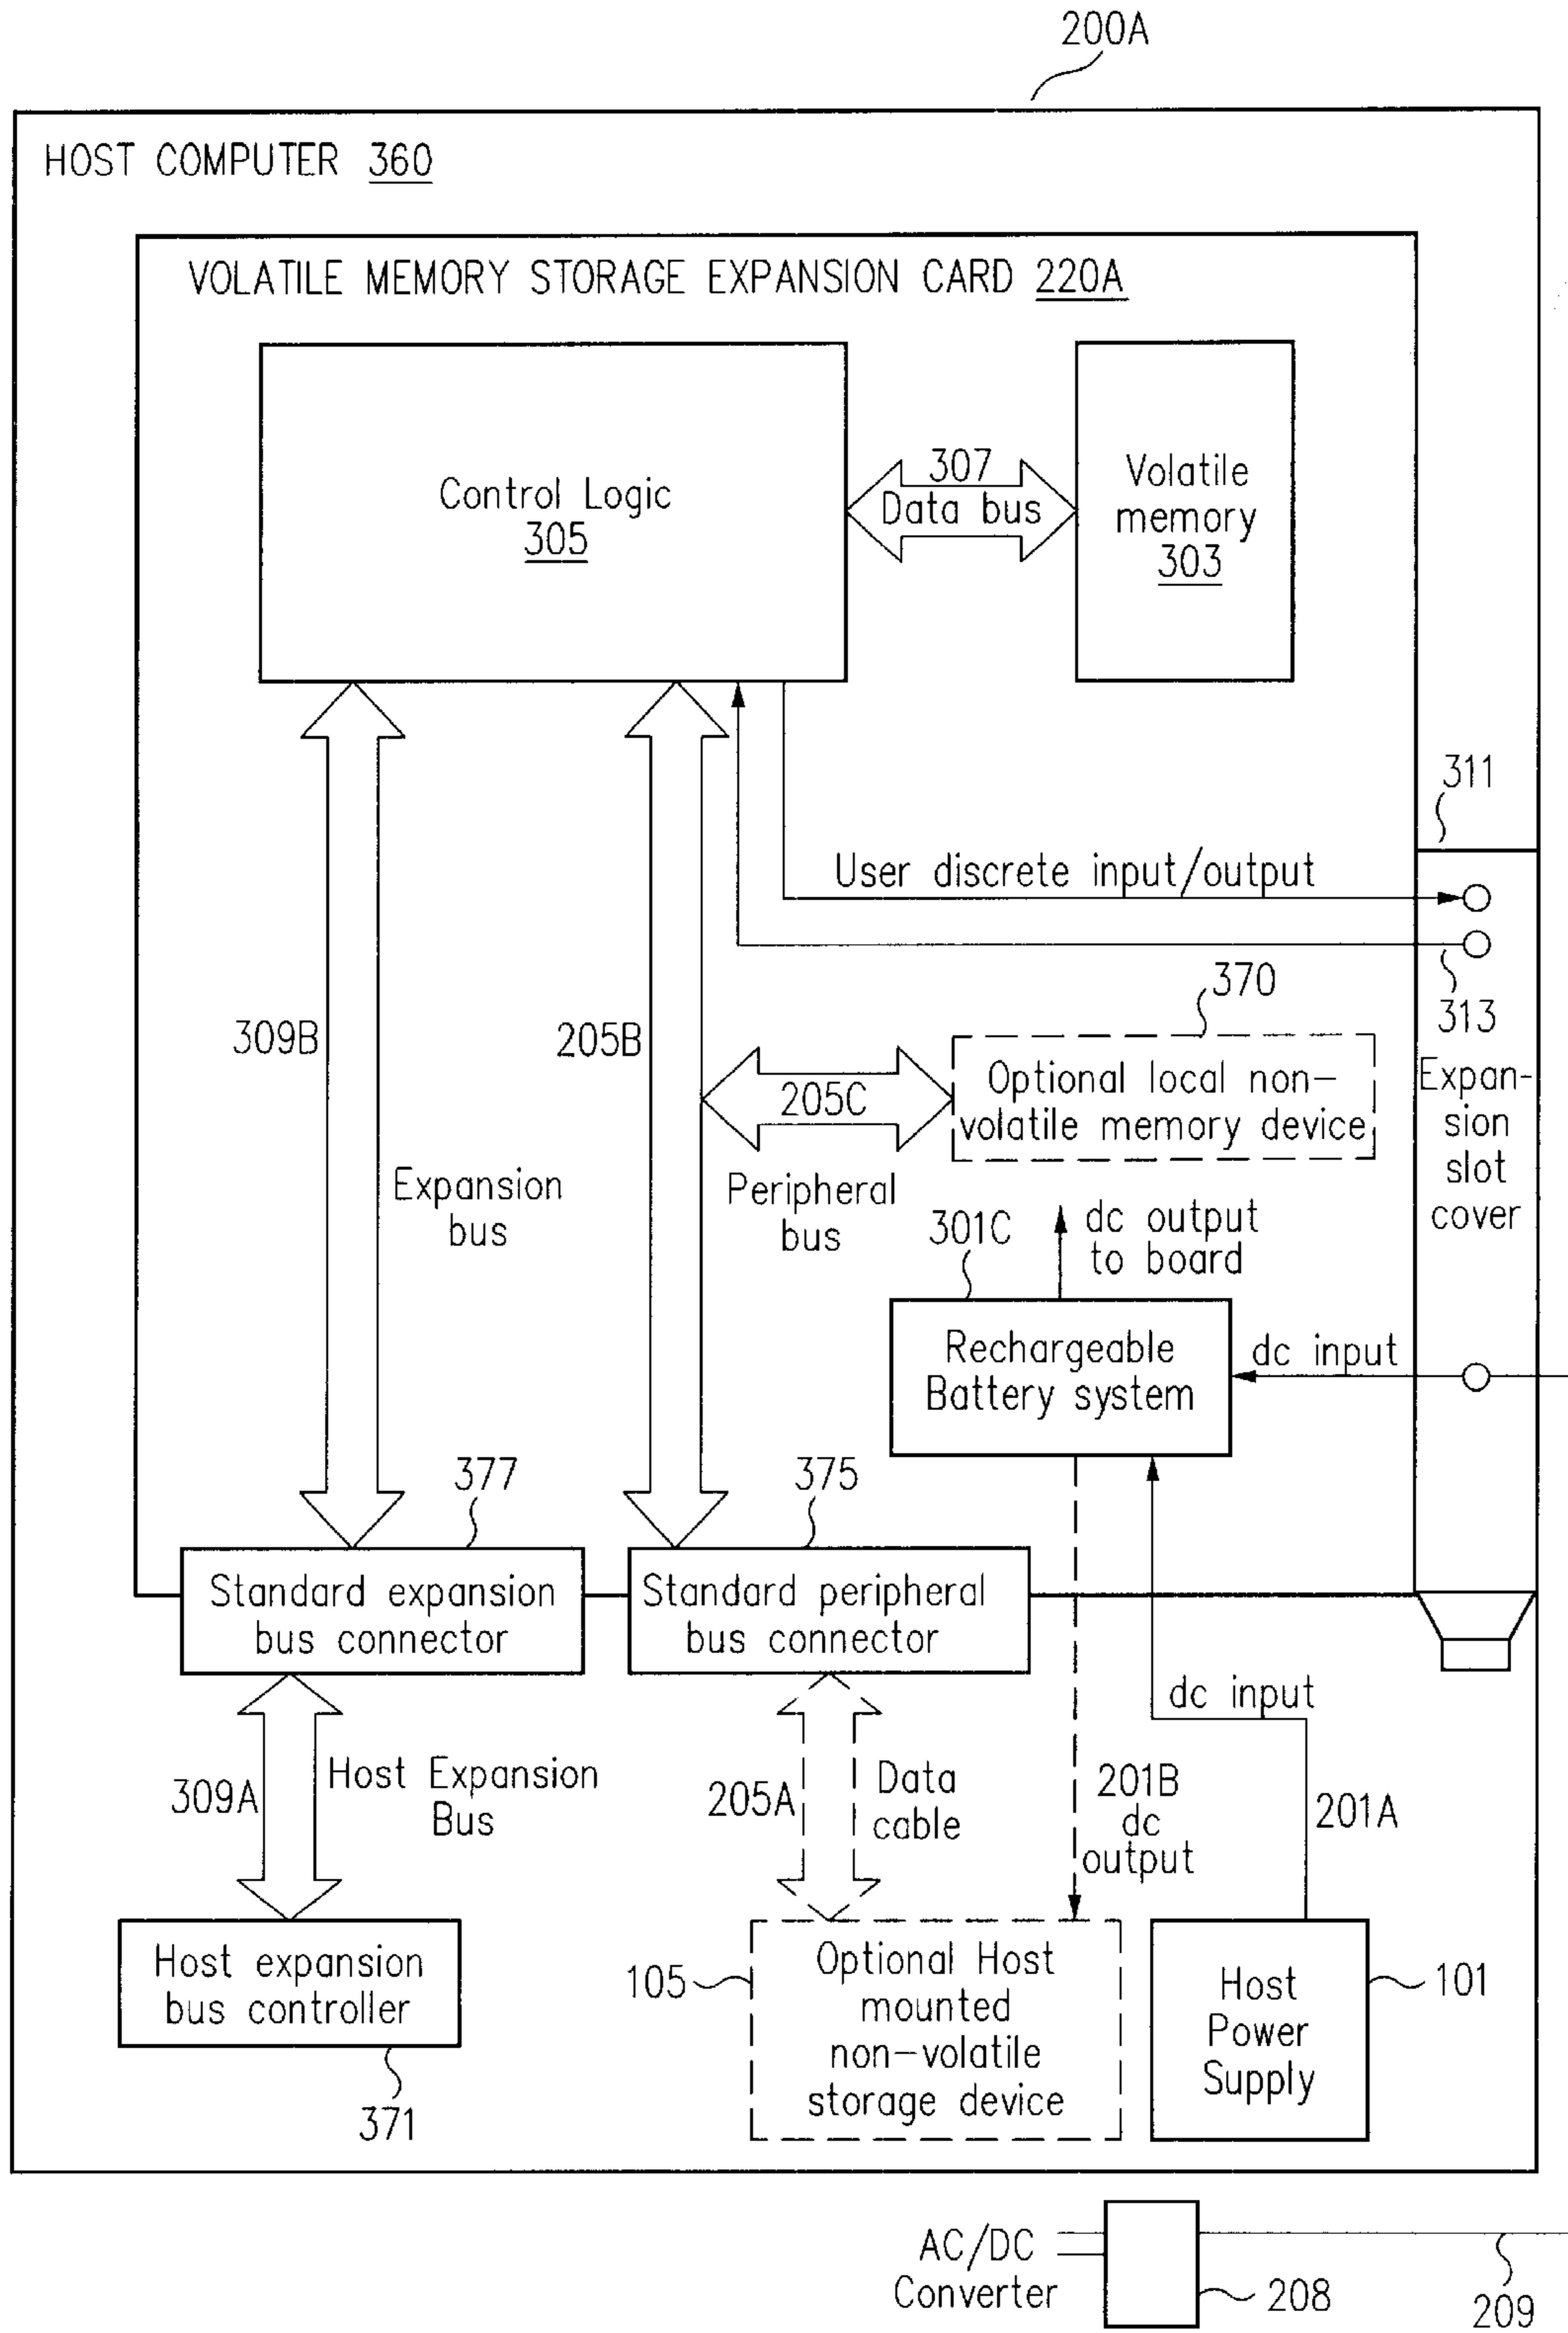 200A
HOST COMPUTER 360
VOLATILE MEMORY STORAGE EXPANSION CARD 220A
Control Logic
305
307
Data bus
Volatile
memory
303
311
User discrete input/output
313
370
309B
205B
205C
Optional local non-
volatile memory device
Expan-
sion
slot
cover
Expansion
bus
Peripheral
bus
301C
dc output
to board
Rechargeable
Battery system
dc input
377
375
Standard expansion
bus connector
Standard peripheral
bus connector
dc input
309A
Host Expansion
Bus
205A
Data
cable
201B
dc
output
201A
Host expansion
bus controller
371
105
Optional Host
mounted
non-volatile
storage device
Host
Power
Supply
101
AC/DC
Converter
208
209